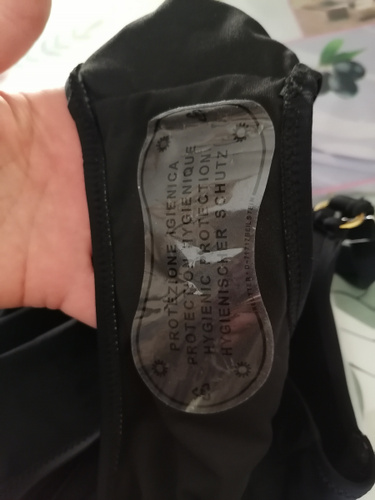 PROTEZIONE IGIENICA
PROTECTION HYGIENIQUE
HYGIENIC PROTECTION
HYGIENISCHER SCHUTZ